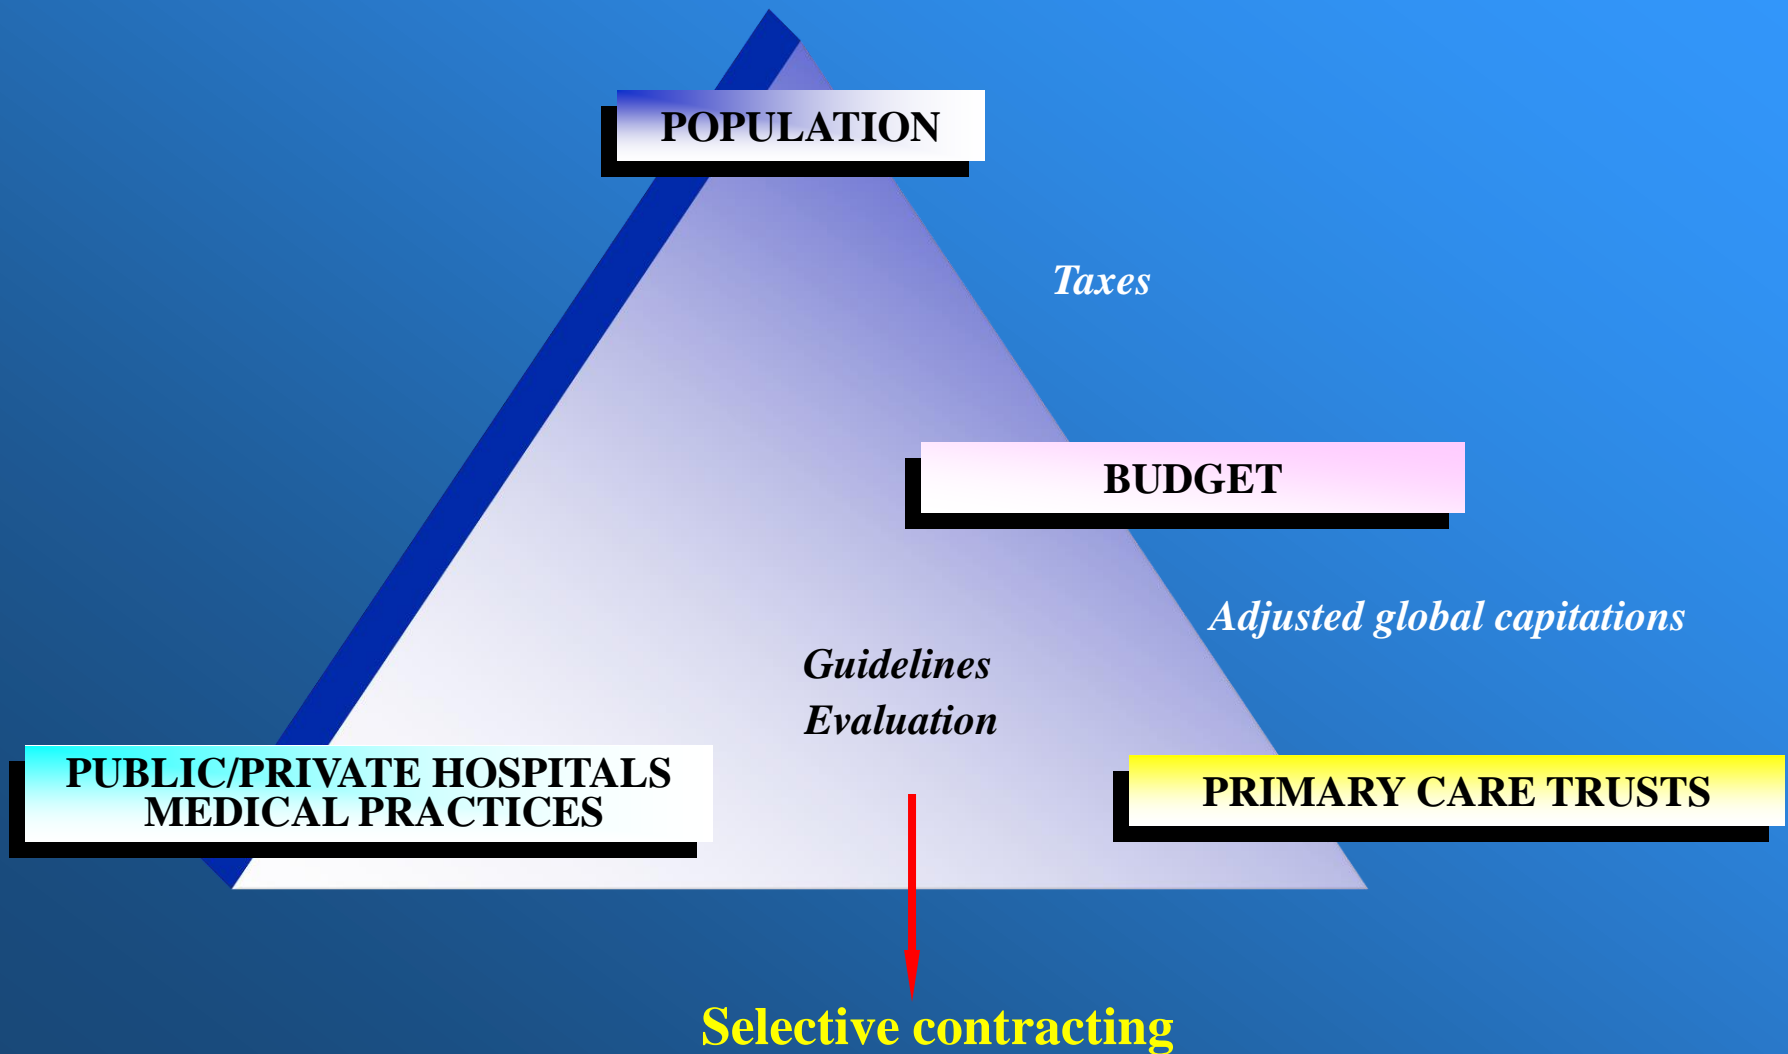 POPULATION
Taxes
BUDGET
Adjusted global capitations
Guidelines
Evaluation
PUBLIC/PRIVATE HOSPITALS
MEDICAL PRACTICES
PRIMARY CARE TRUSTS
Selective contracting